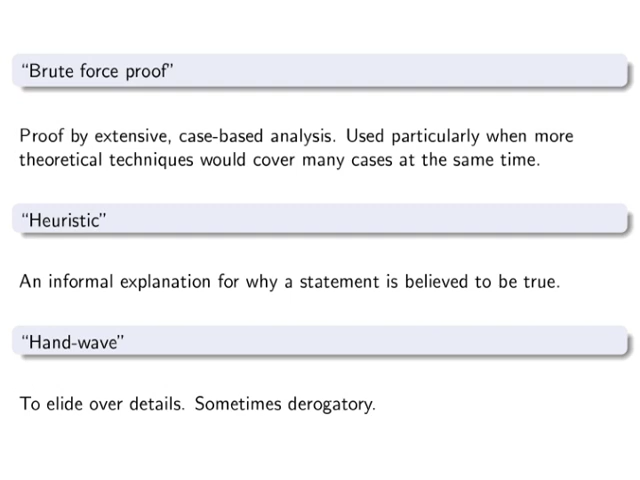 “Brute force proof”
Proof by extensive, case-based analysis. Used particularly when more
theoretical techniques would cover many cases at the same time.
“Heuristic”
An informal explanation for why a statement is believed to be true.
“Hand-wave”
To elide over details. Sometimes derogatory.